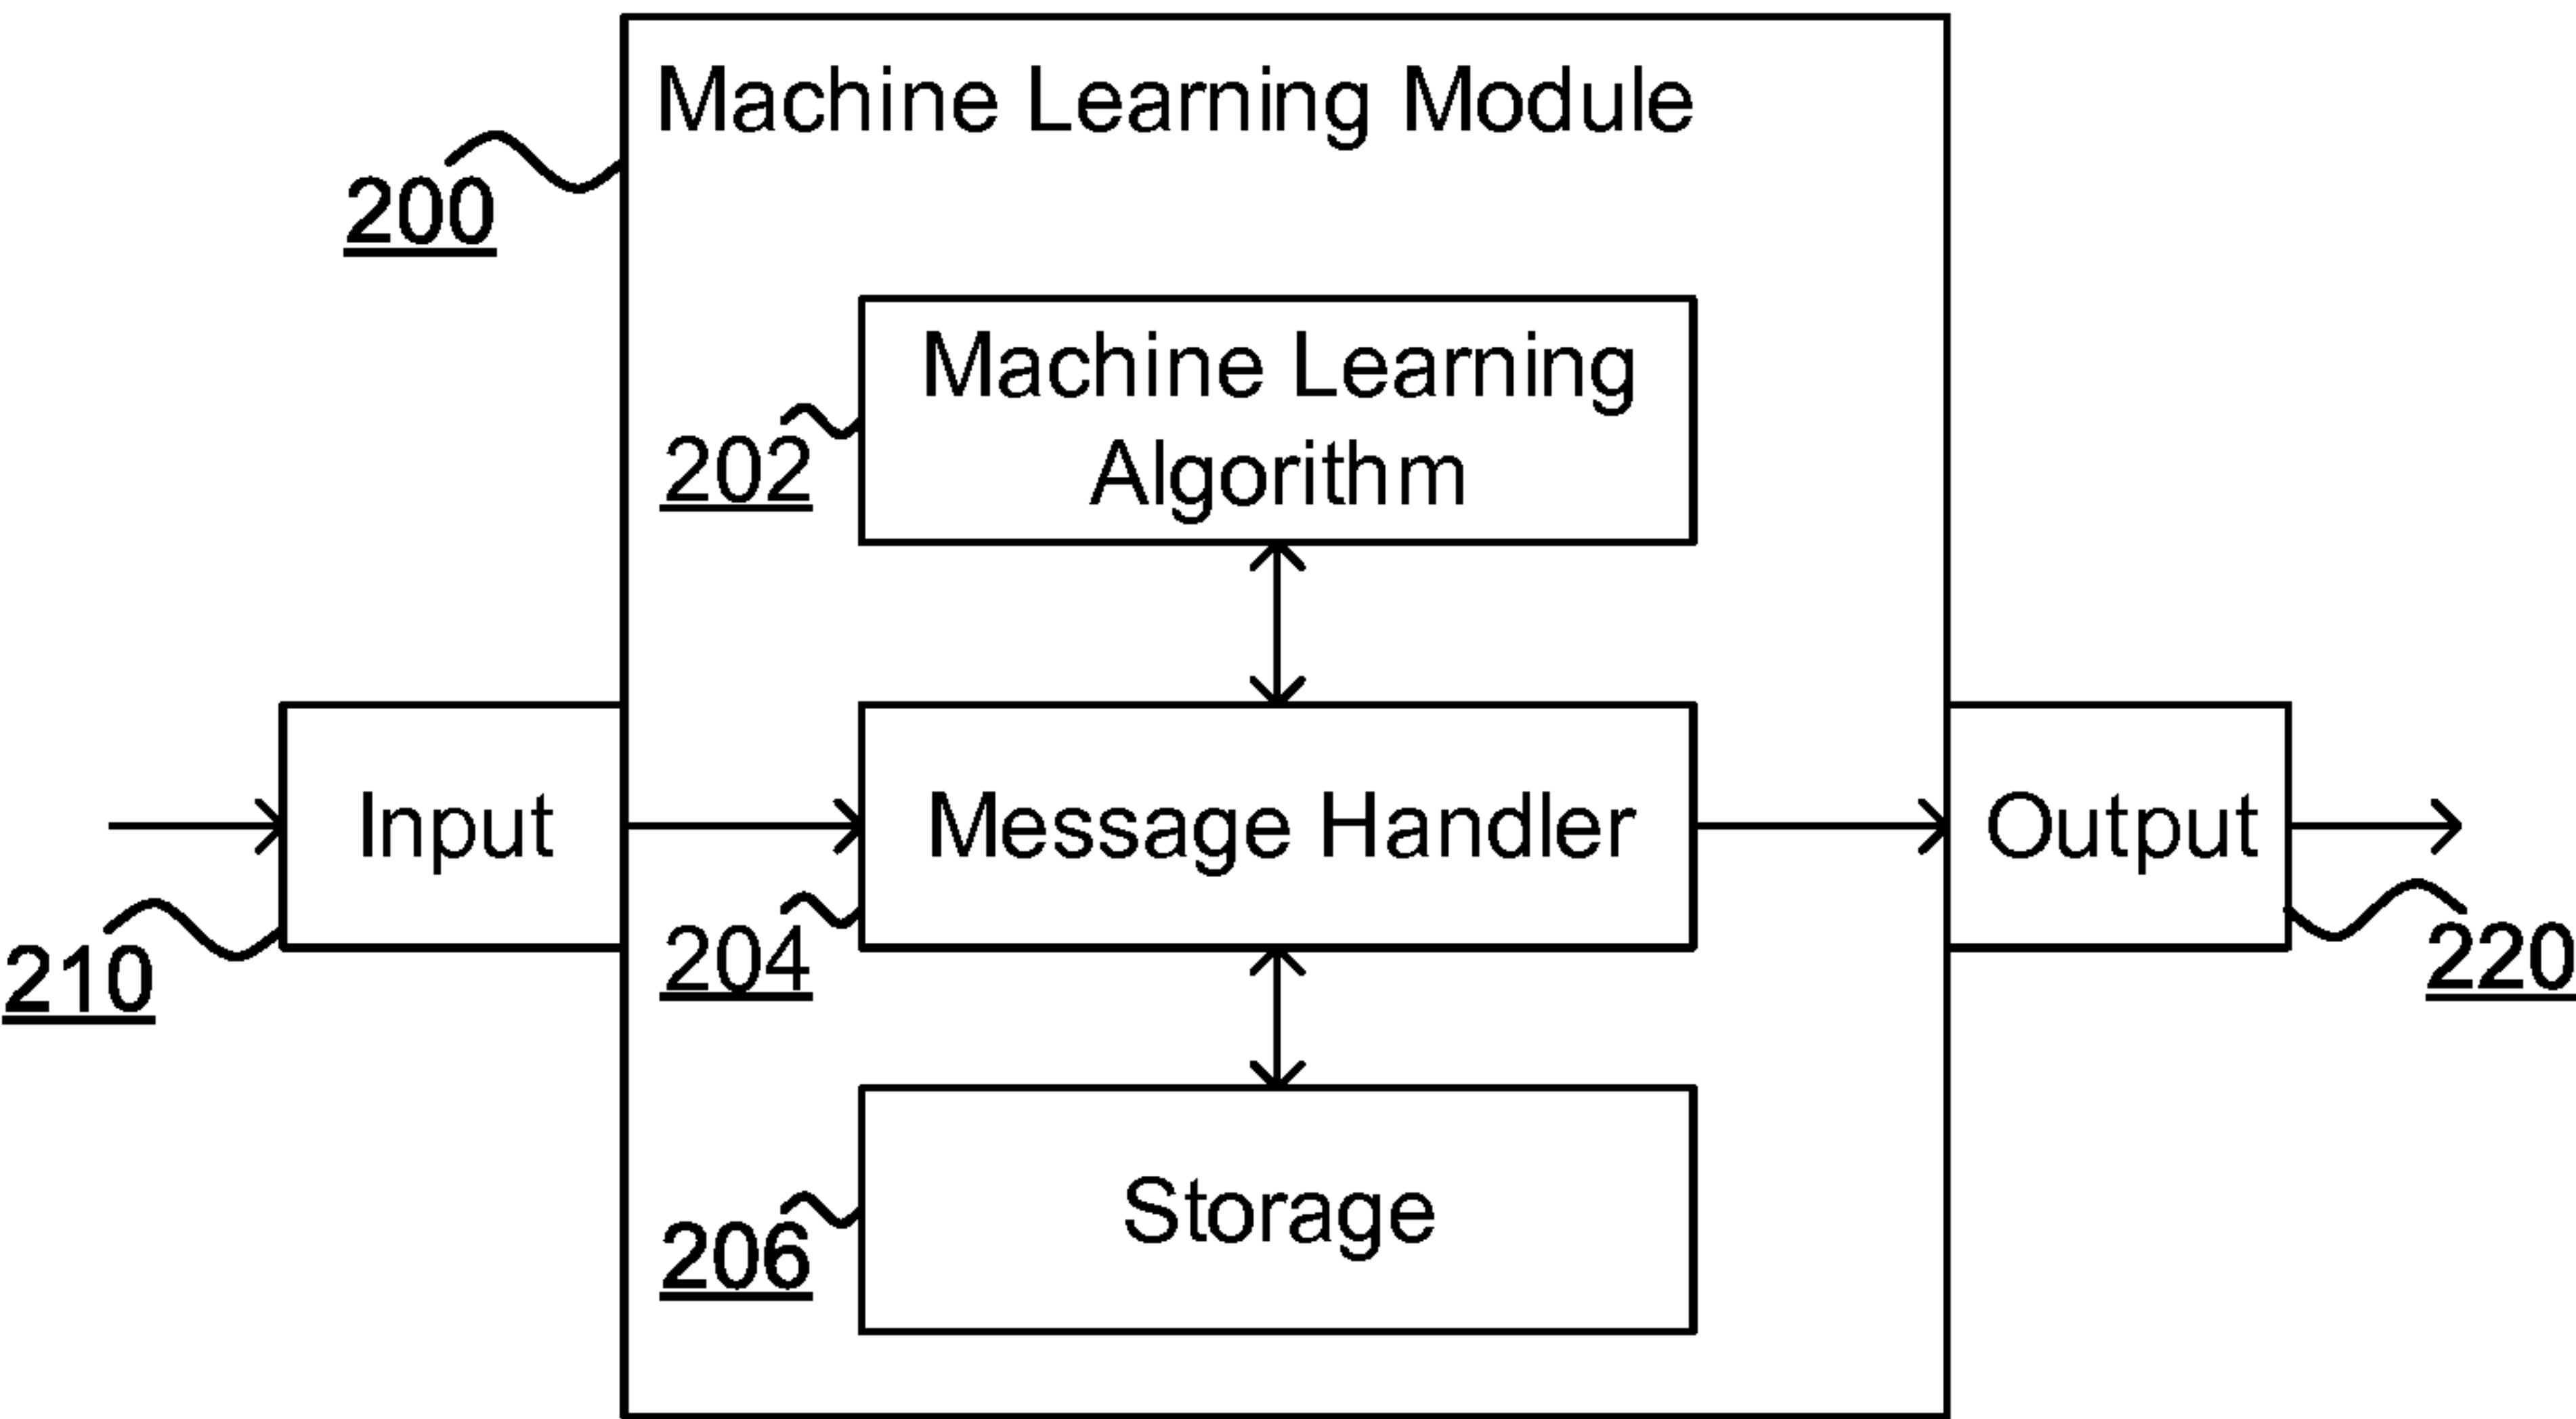 Machine Learning Module
200
Machine Learning
Algorithm
202
Input
Message Handler
Output
210
204
220
Storage
206